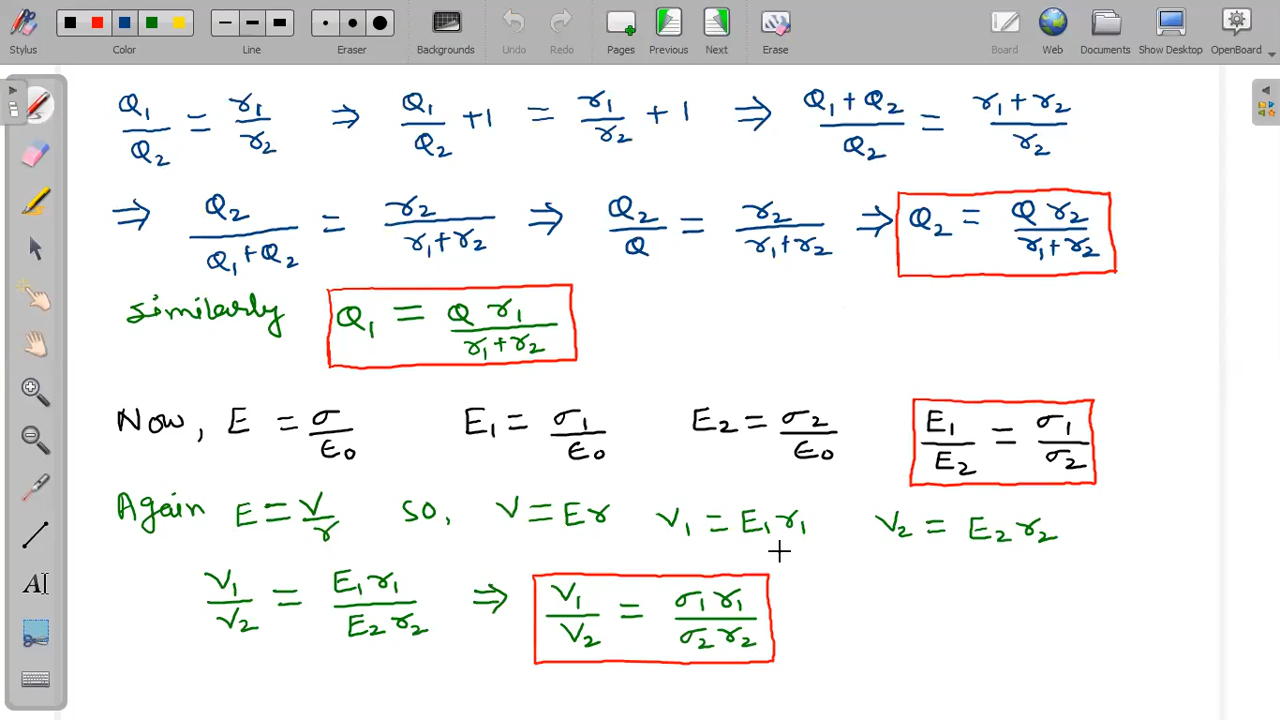 Stylus Color Line Eraser Backgrounds Undo Redo Pages Previous Next Erase Board Web Documents Show Desktop OpenBoard
Q₁/Q₂ = r₁/r₂ ⇒ Q₁/Q₂ + 1 = r₁/r₂ + 1 ⇒ (Q₁ + Q₂)/Q₂ = (r₁ + r₂)/r₂
⇒ Q₂/(Q₁ + Q₂) = r₂/(r₁ + r₂) ⇒ Q₂/Q = r₂/(r₁ + r₂) ⇒ Q₂ = Q r₂/(r₁ + r₂)
similarly Q₁ = Q r₁/(r₁ + r₂)
Now, E = σ/ϵ₀ E₁ = σ₁/ϵ₀ E₂ = σ₂/ϵ₀ E₁/E₂ = σ₁/σ₂
Again E = V/r so, V = Er V₁ = E₁r₁ V₂ = E₂r₂
V₁/V₂ = E₁r₁/E₂r₂ ⇒ V₁/V₂ = σ₁r₁/σ₂r₂